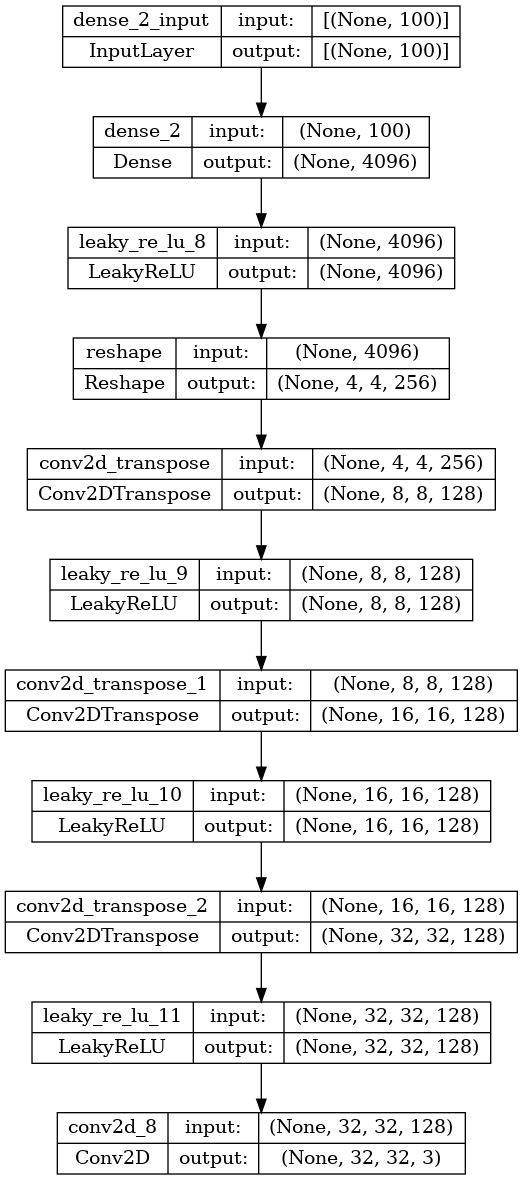 dense_2_input input: [(None, 100)]
InputLayer output: [(None, 100)]
dense_2 input: (None, 100)
Dense output: (None, 4096)
leaky_re_lu_8 input: (None, 4096)
LeakyReLU output: (None, 4096)
reshape input: (None, 4096)
Reshape output: (None, 4, 4, 256)
conv2d_transpose input: (None, 4, 4, 256)
Conv2DTranspose output: (None, 8, 8, 128)
leaky_re_lu_9 input: (None, 8, 8, 128)
LeakyReLU output: (None, 8, 8, 128)
conv2d_transpose_1 input: (None, 8, 8, 128)
Conv2DTranspose output: (None, 16, 16, 128)
leaky_re_lu_10 input: (None, 16, 16, 128)
LeakyReLU output: (None, 16, 16, 128)
conv2d_transpose_2 input: (None, 16, 16, 128)
Conv2DTranspose output: (None, 32, 32, 128)
leaky_re_lu_11 input: (None, 32, 32, 128)
LeakyReLU output: (None, 32, 32, 128)
conv2d_8 input: (None, 32, 32, 128)
Conv2D output: (None, 32, 32, 3)